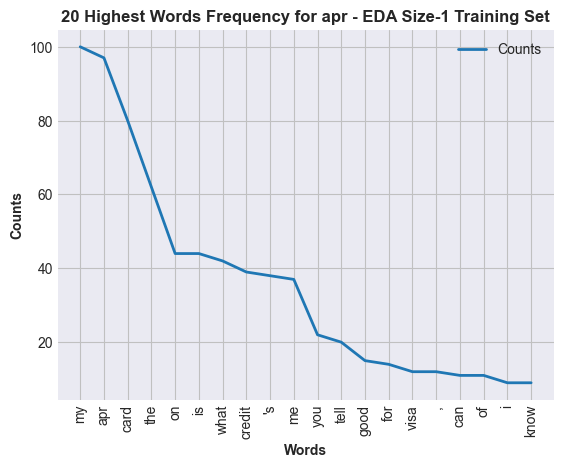 20 Highest Words Frequency for apr - EDA Size-1 Training Set
Counts
100
80
60
40
20
Counts
my
apr
card
the
on
is
what
credit
's
me
you
tell
good
for
visa
,
can
of
i
know
Words